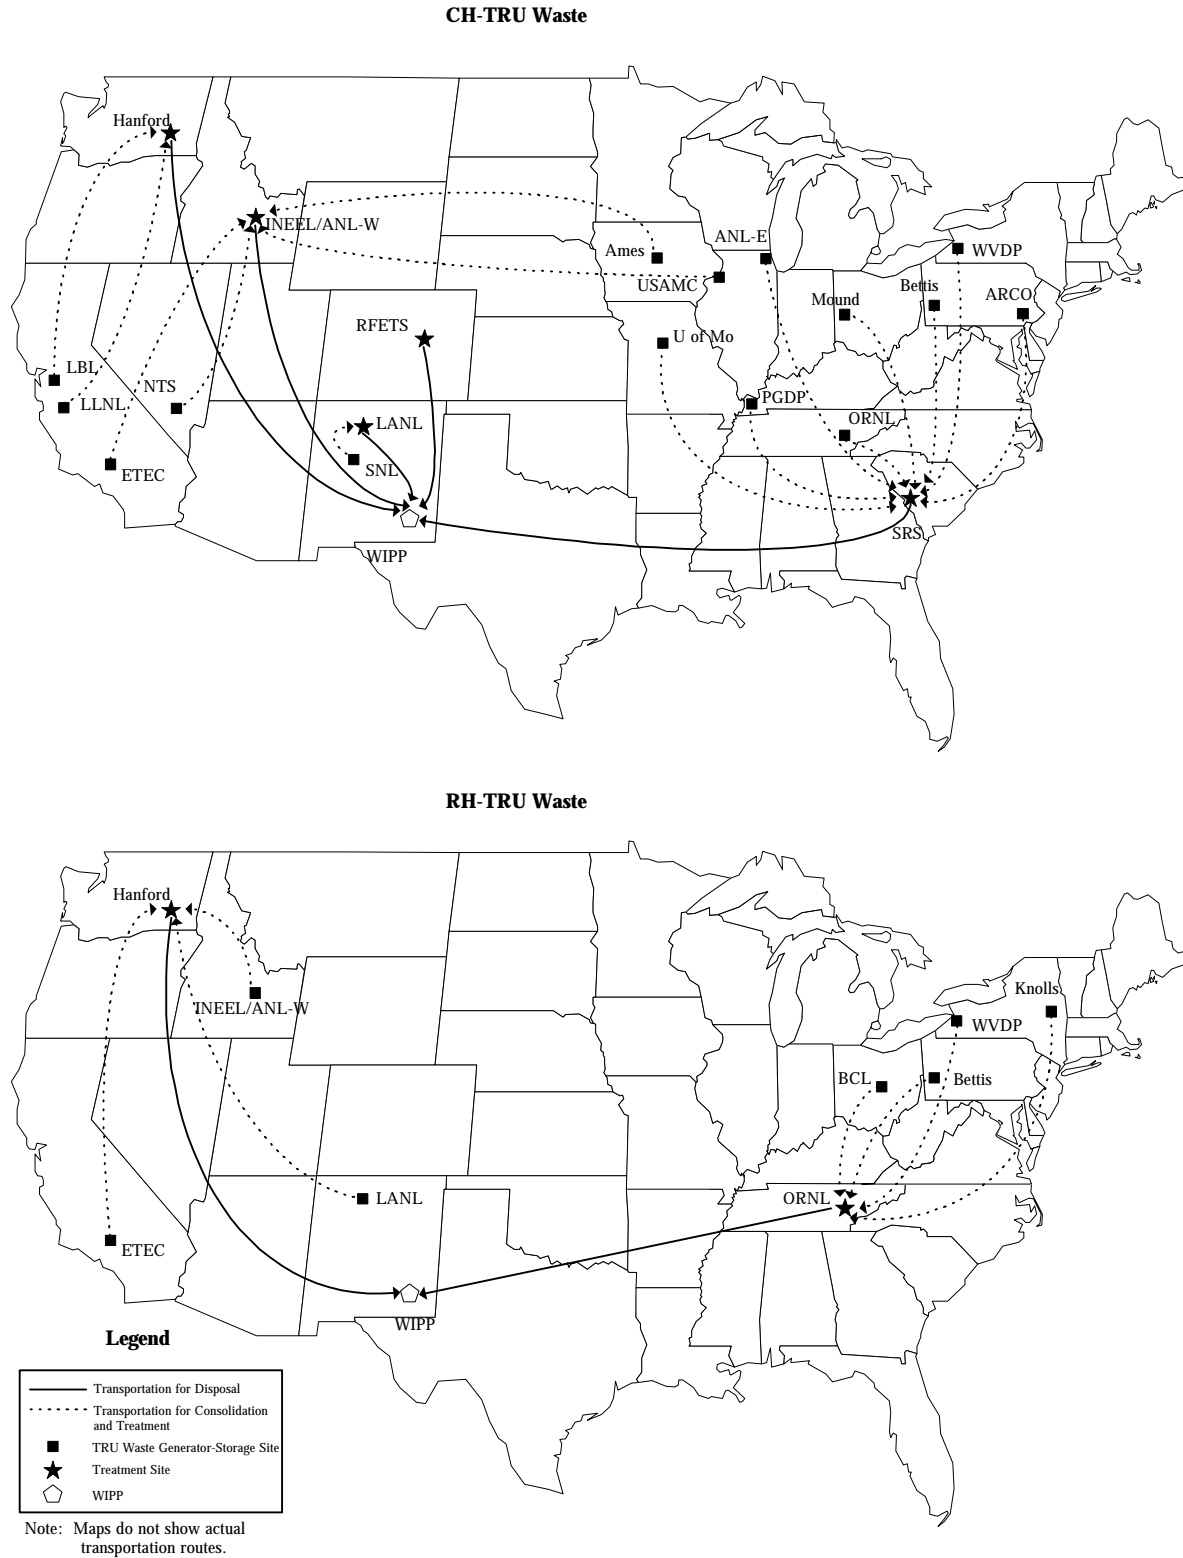 CH-TRU Waste
Hanford
INEEL/ANL-W
Ames
ANL-E
USAMC
WVDP
Bettis
ARCO
Mound
RFETS
U of Mo
LBL
LLNL
NTS
PGDP
ORNL
LANL
SNL
ETEC
SRS
WIPP
RH-TRU Waste
Hanford
INEEL/ANL-W
Knolls
WVDP
BCL
Bettis
LANL
ORNL
ETEC
WIPP
Legend
Transportation for Disposal
Transportation for Consolidation
and Treatment
TRU Waste Generator-Storage Site
Treatment Site
WIPP
Note: Maps do not show actual
transportation routes.